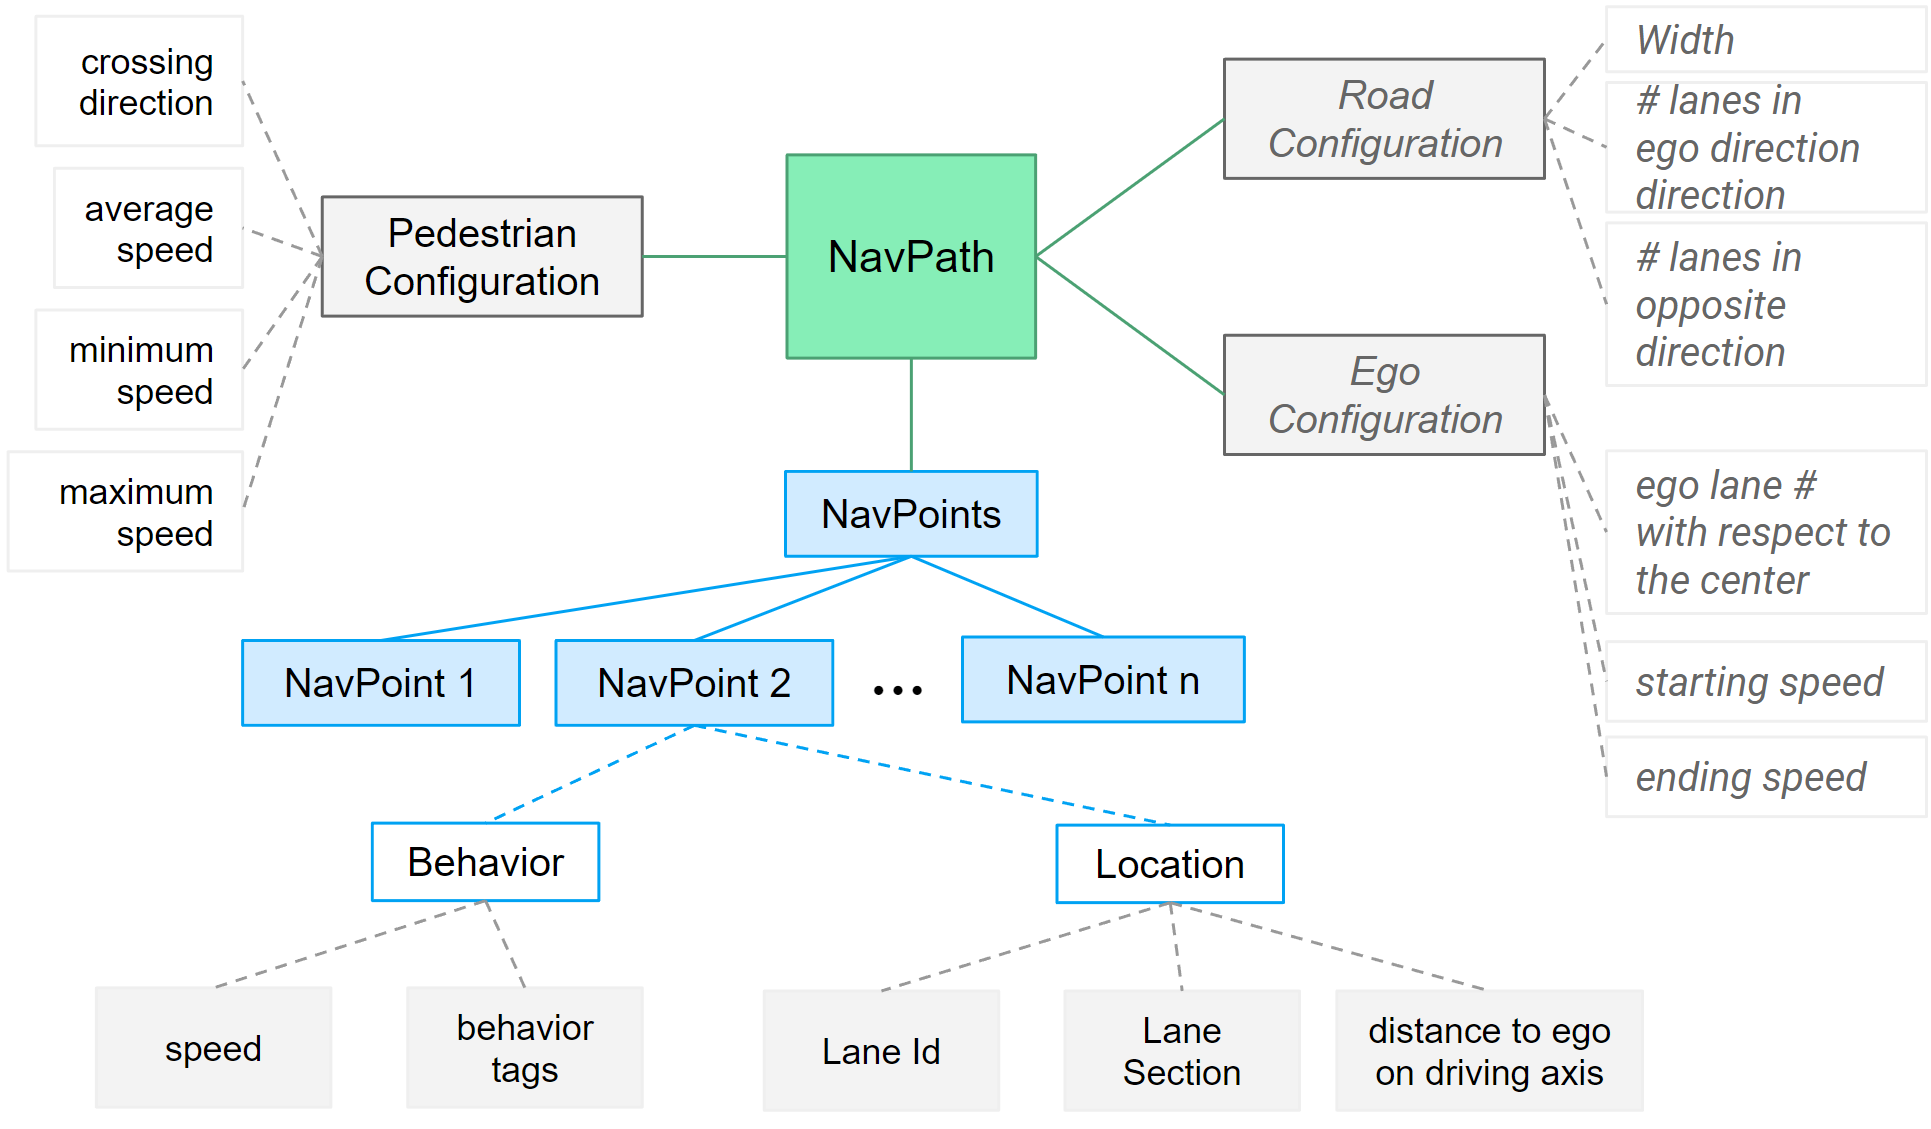 crossing
direction
average
speed
minimum
speed
maximum
speed
Pedestrian
Configuration
NavPath
Road
Configuration
Width
# lanes in
ego direction
direction
# lanes in
opposite
direction
Ego
Configuration
ego lane #
with respect to
the center
starting speed
ending speed
NavPoints
NavPoint 1
NavPoint 2
...
NavPoint n
Behavior
Location
speed
behavior
tags
Lane Id
Lane
Section
distance to ego
on driving axis